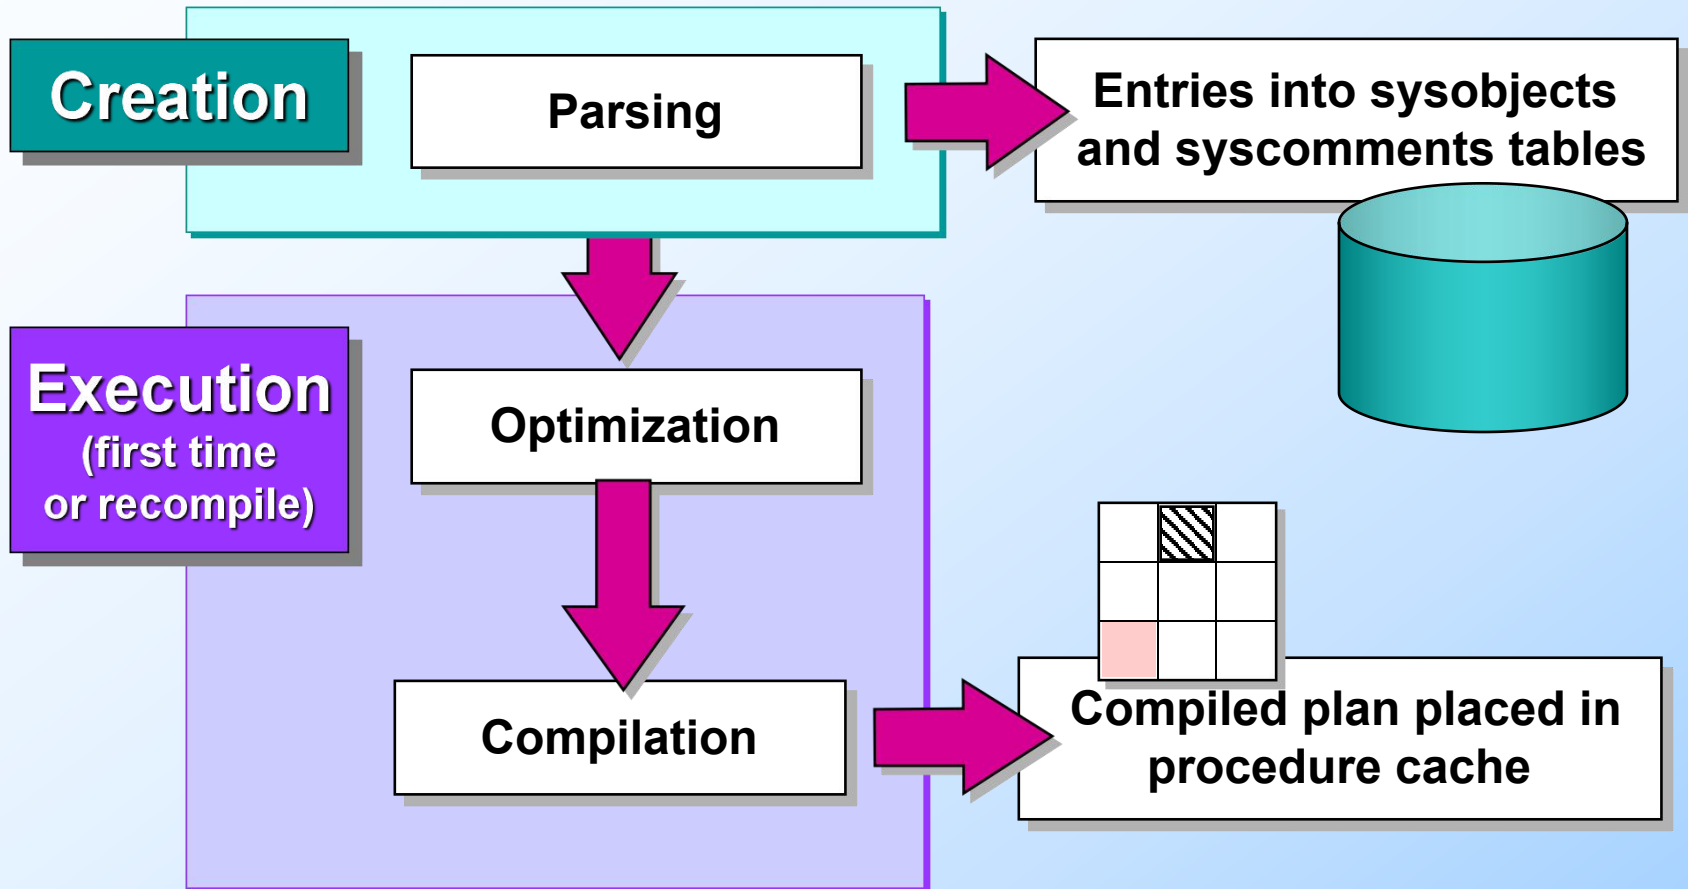 Creation
Parsing
Entries into sysobjects
and syscomments tables
Execution
(first time
or recompile)
Optimization
Compilation
Compiled plan placed in
procedure cache